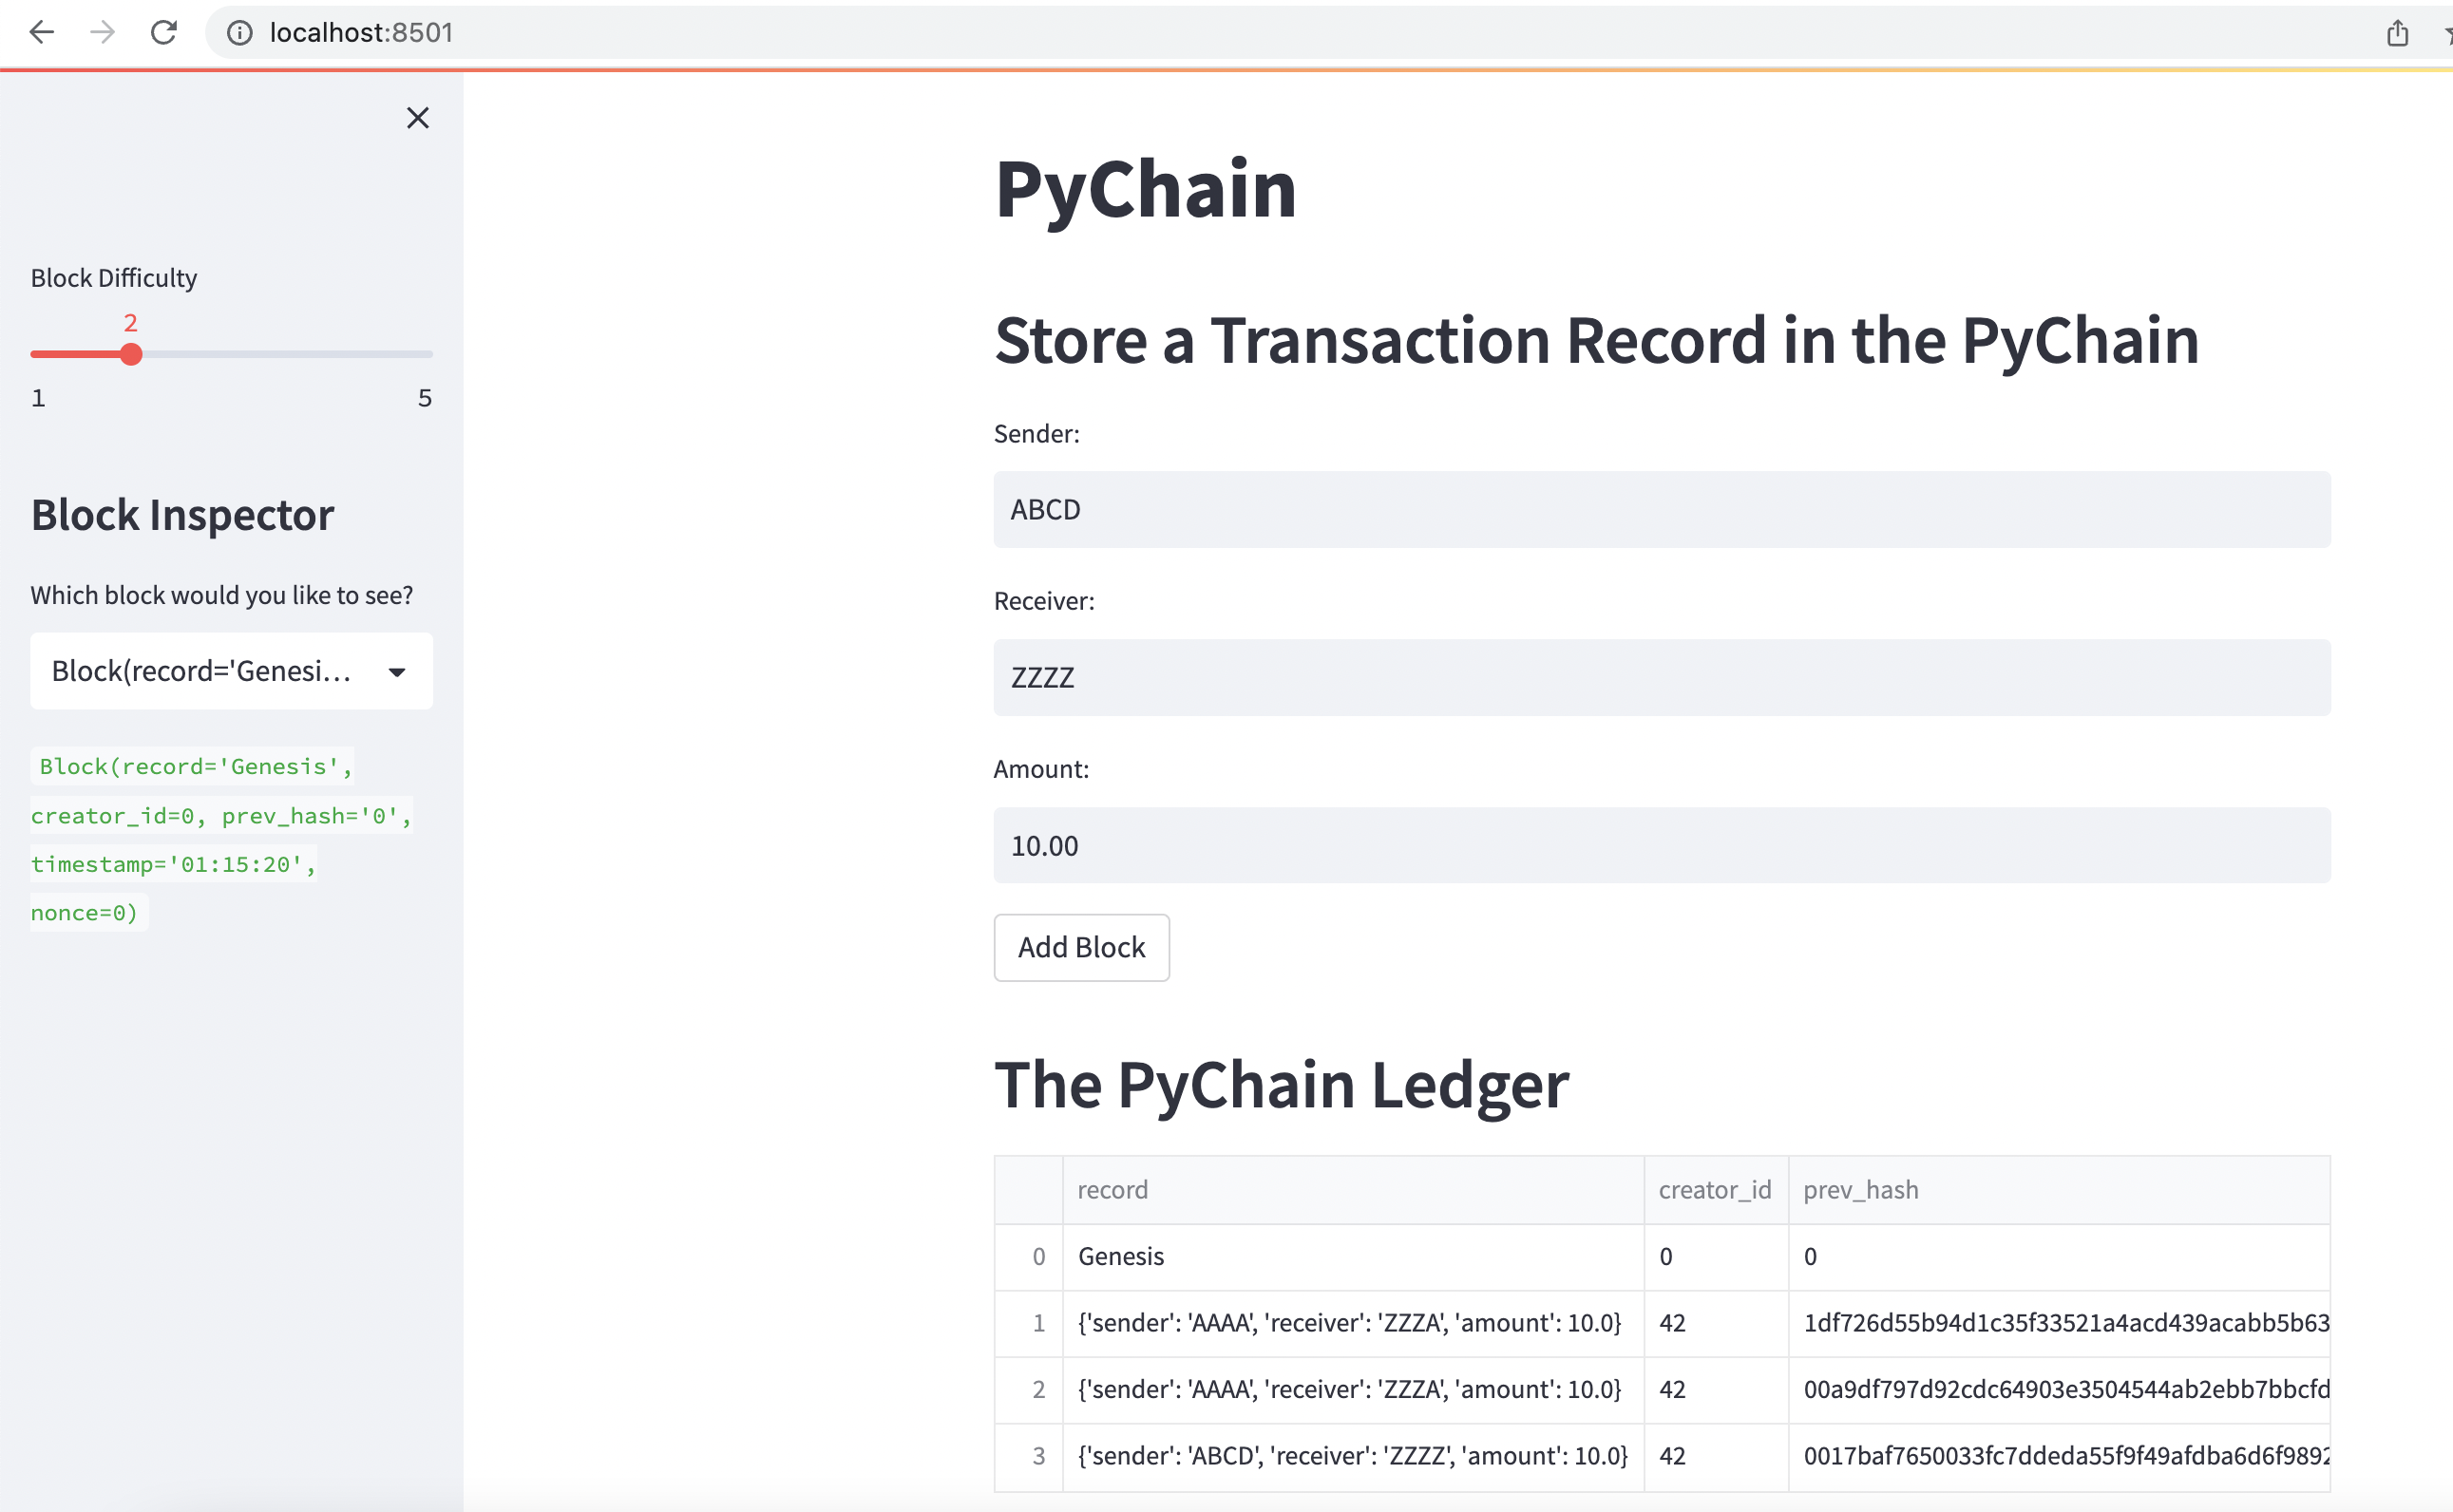 localhost:8501
Block Difficulty
2
1 5
Block Inspector
Which block would you like to see?
Block(record='Genesi...
Block(record='Genesis',
creator_id=0, prev_hash='0',
timestamp='01:15:20',
nonce=0)
PyChain
Store a Transaction Record in the PyChain
Sender:
ABCD
Receiver:
ZZZZ
Amount:
10.00
Add Block
The PyChain Ledger
record creator_id prev_hash
0 Genesis 0 0
1 {'sender': 'AAAA', 'receiver': 'ZZZA', 'amount': 10.0} 42 1df726d55b94d1c35f33521a4acd439acabb5b63
2 {'sender': 'AAAA', 'receiver': 'ZZZA', 'amount': 10.0} 42 00a9df797d92cdc64903e3504544ab2ebb7bbcfd
3 {'sender': 'ABCD', 'receiver': 'ZZZZ', 'amount': 10.0} 42 0017baf7650033fc7ddeda55f9f49afdba6d6f9892